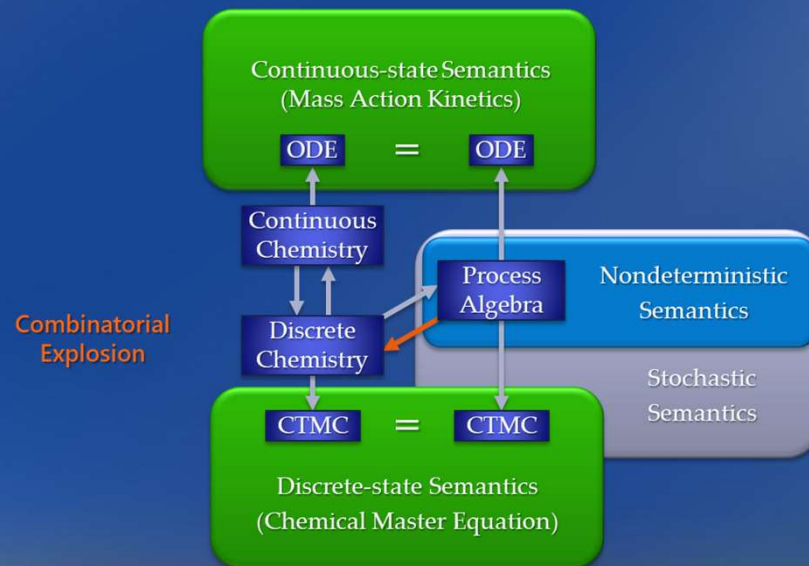 Continuous-state Semantics
(Mass Action Kinetics)
ODE = ODE
Continuous
Chemistry
Process
Algebra
Nondeterministic
Semantics
Combinatorial
Explosion
Discrete
Chemistry
Stochastic
Semantics
CTMC = CTMC
Discrete-state Semantics
(Chemical Master Equation)